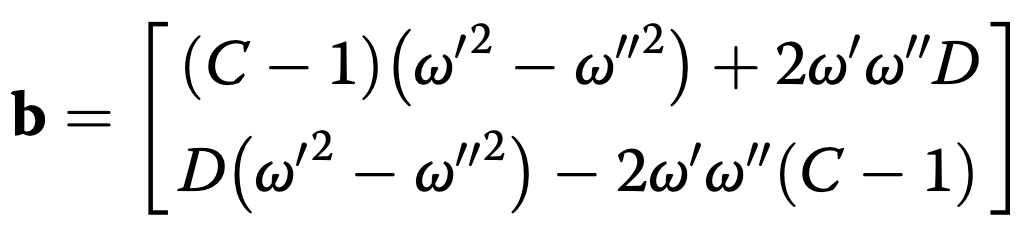 b = [ (C − 1)(ω′² − ω″²) + 2ω′ω″D
D(ω′² − ω″²) − 2ω′ω″(C − 1) ]